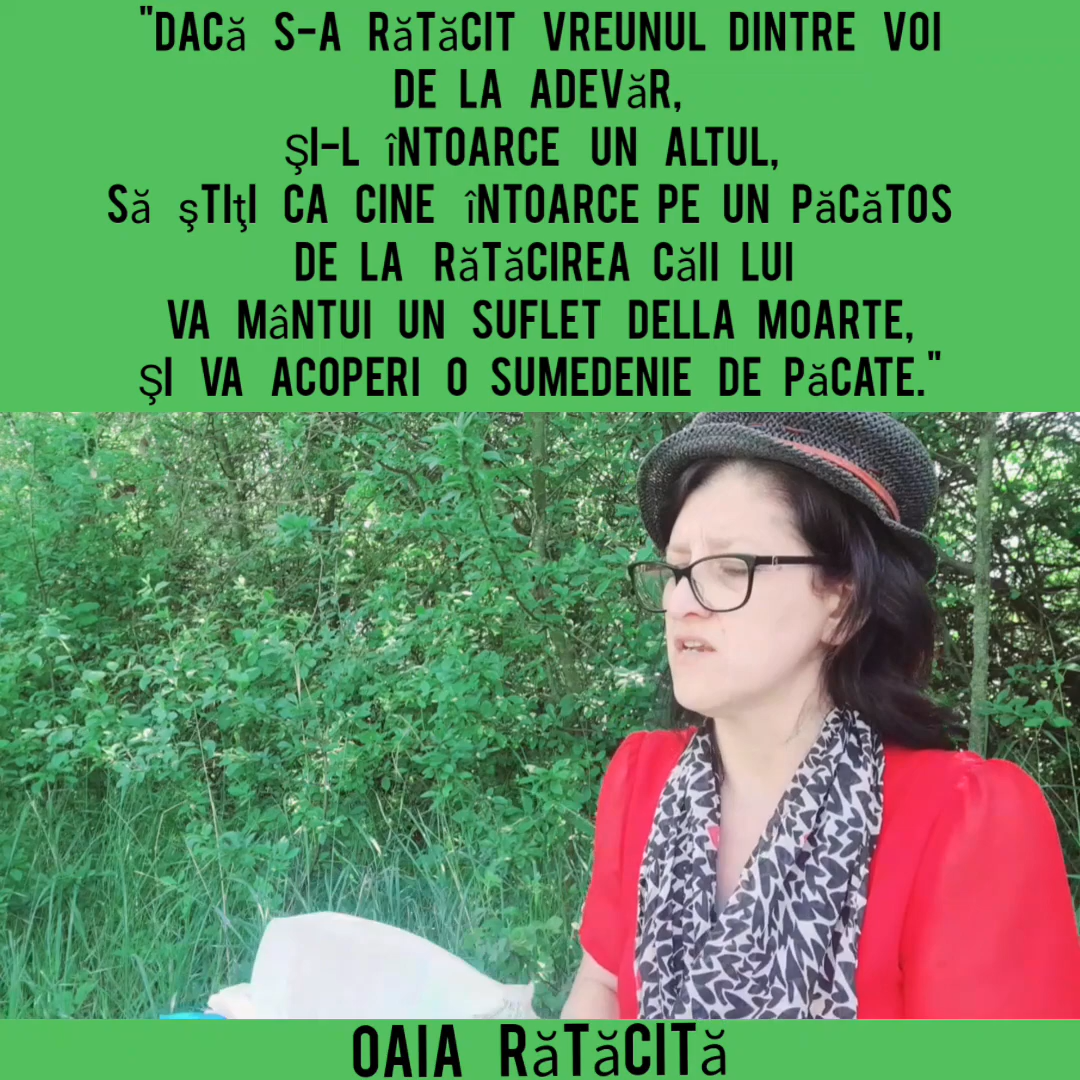 "DACă S-A RăTăCIT VREUNUL DINTRE VOI
DE LA ADEVăR,
ŞI-L îNTOARCE UN ALTUL,
Să şTIţI CA CINE îNTOARCE PE UN PăCăTOS
DE LA RăTăCIREA CăII LUI
VA MâNTUI UN SUFLET DELLA MOARTE,
ŞI VA ACOPERI O SUMEDENIE DE PăCATE."
OAIA RăTăCITă